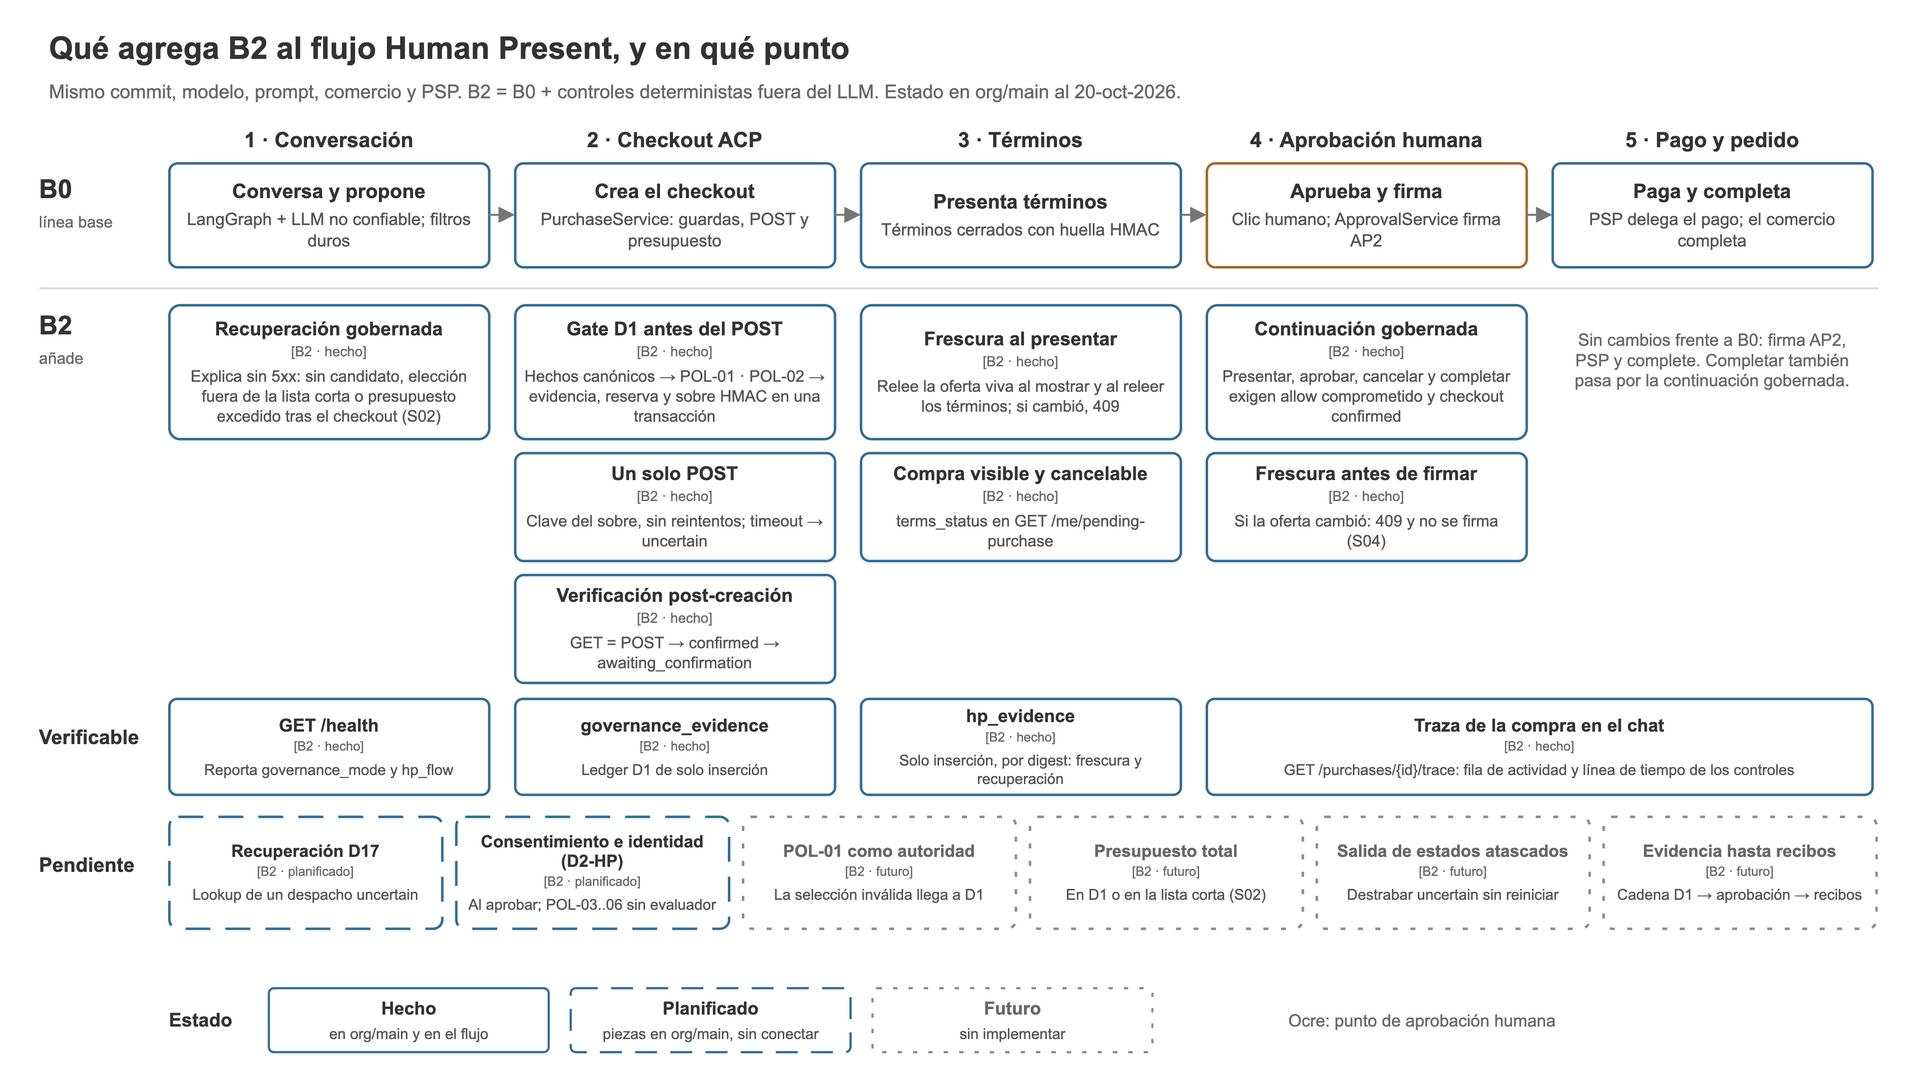 Qué agrega B2 al flujo Human Present, y en qué punto
Mismo commit, modelo, prompt, comercio y PSP. B2 = B0 + controles deterministas fuera del LLM. Estado en org/main al 20-oct-2026.
1 · Conversación
2 · Checkout ACP
3 · Términos
4 · Aprobación humana
5 · Pago y pedido
B0
línea base
Conversa y propone
LangGraph + LLM no confiable; filtros
duros
Crea el checkout
PurchaseService: guardas, POST y
presupuesto
Presenta términos
Términos cerrados con huella HMAC
Aprueba y firma
Clic humano; ApprovalService firma
AP2
Paga y completa
PSP delega el pago; el comercio
completa
B2
añade
Recuperación gobernada
[B2 · hecho]
Explica sin 5xx: sin candidato, elección
fuera de la lista corta o presupuesto
excedido tras el checkout (S02)
Gate D1 antes del POST
[B2 · hecho]
Hechos canónicos → POL-01 · POL-02 →
evidencia, reserva y sobre HMAC en una
transacción
Frescura al presentar
[B2 · hecho]
Relee la oferta viva al mostrar y al releer
los términos; si cambió, 409
Continuación gobernada
[B2 · hecho]
Presentar, aprobar, cancelar y completar
exigen allow comprometido y checkout
confirmed
Sin cambios frente a B0: firma AP2,
PSP y complete. Completar también
pasa por la continuación gobernada.
Un solo POST
[B2 · hecho]
Clave del sobre, sin reintentos; timeout →
uncertain
Compra visible y cancelable
[B2 · hecho]
terms_status en GET /me/pending-
purchase
Frescura antes de firmar
[B2 · hecho]
Si la oferta cambió: 409 y no se firma
(S04)
Verificación post-creación
[B2 · hecho]
GET = POST → confirmed →
awaiting_confirmation
Verificable
GET /health
[B2 · hecho]
Reporta governance_mode y hp_flow
governance_evidence
[B2 · hecho]
Ledger D1 de solo inserción
hp_evidence
[B2 · hecho]
Solo inserción, por digest: frescura y
recuperación
Traza de la compra en el chat
[B2 · hecho]
GET /purchases/{id}/trace: fila de actividad y línea de tiempo de los controles
Pendiente
Recuperación D17
[B2 · planificado]
Lookup de un despacho uncertain
Consentimiento e identidad
(D2-HP)
[B2 · planificado]
Al aprobar; POL-03..06 sin evaluador
POL-01 como autoridad
[B2 · futuro]
La selección inválida llega a D1
Presupuesto total
[B2 · futuro]
En D1 o en la lista corta (S02)
Salida de estados atascados
[B2 · futuro]
Destrabar uncertain sin reiniciar
Evidencia hasta recibos
[B2 · futuro]
Cadena D1 → aprobación → recibos
Estado
Hecho
en org/main y en el flujo
Planificado
piezas en org/main, sin conectar
Futuro
sin implementar
Ocre: punto de aprobación humana